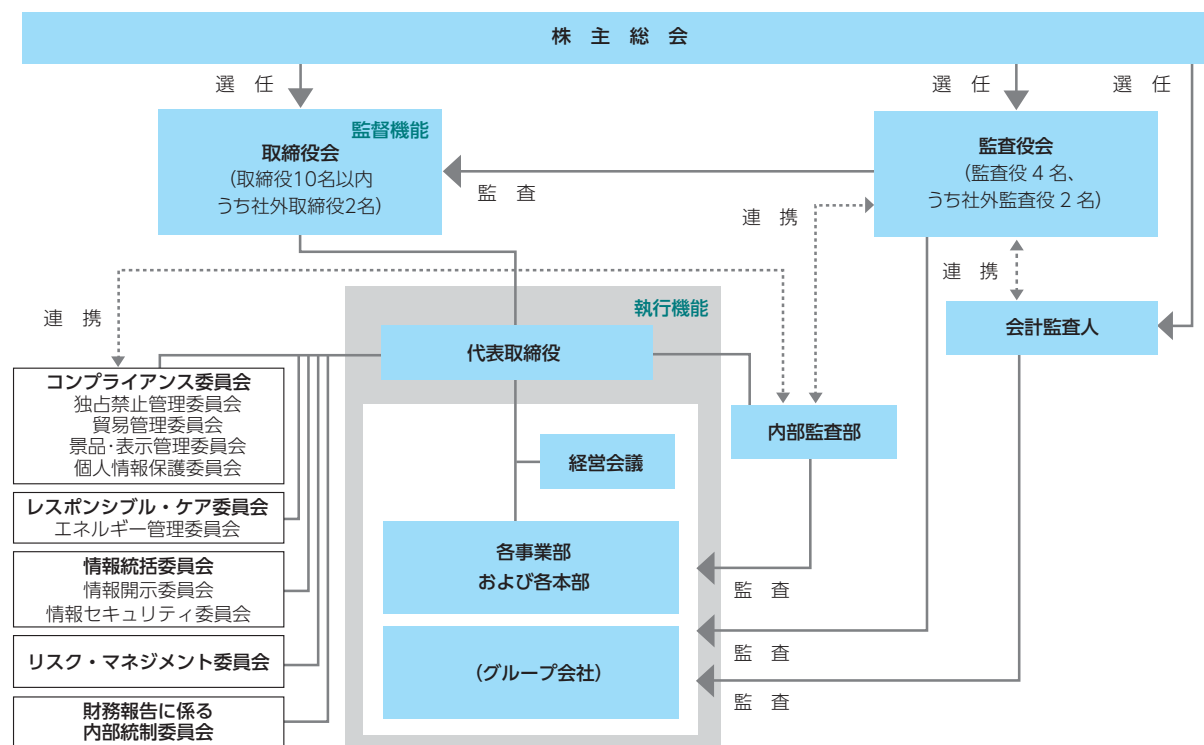 株 主 総 会
選 任
選 任
選 任
監督機能
取締役会
(取締役10名以内
うち社外取締役2名)
監査役会
(監査役 4 名、
うち社外監査役 2 名)
監 査
連 携
連 携
連 携
執行機能
会計監査人
代表取締役
コンプライアンス委員会
独占禁止管理委員会
貿易管理委員会
景品・表示管理委員会
個人情報保護委員会
内部監査部
経営会議
レスポンシブル・ケア委員会
エネルギー管理委員会
各事業部
および各本部
情報統括委員会
情報開示委員会
情報セキュリティ委員会
監 査
監 査
リスク・マネジメント委員会
(グループ会社)
監 査
財務報告に係る
内部統制委員会